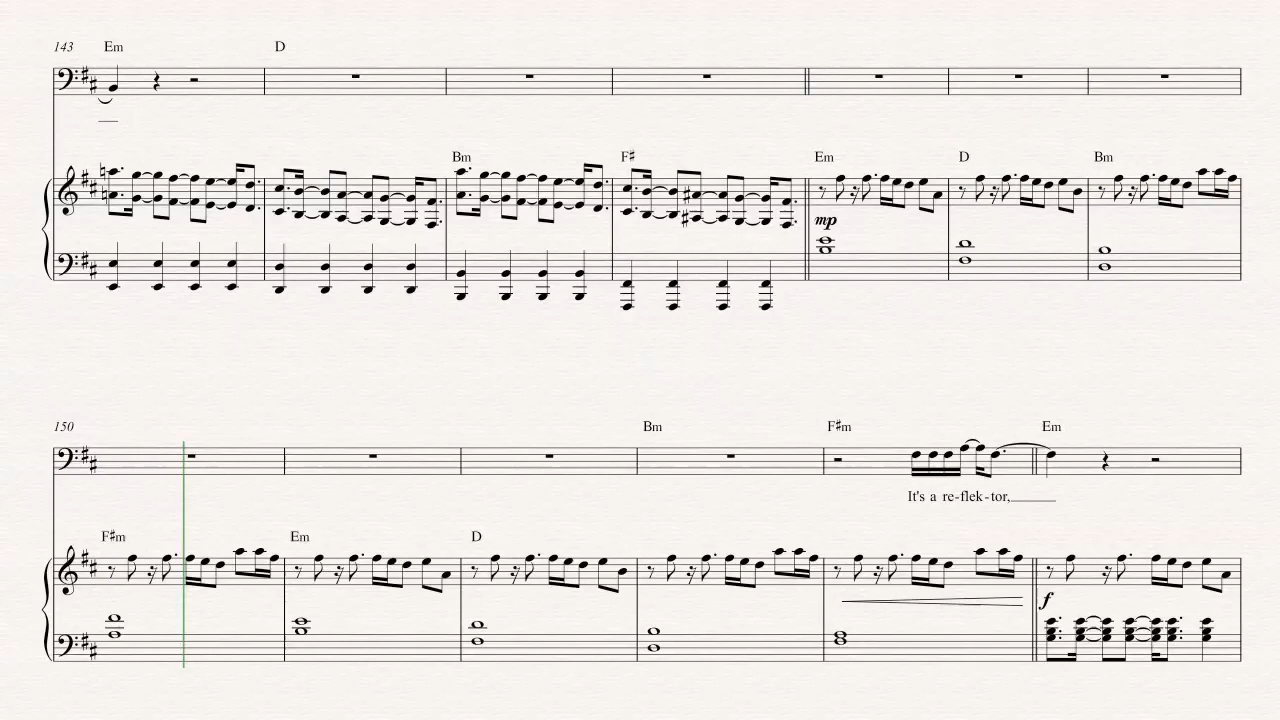 143 Em D
Bm F♯ Em D Bm
mp
150 Bm F♯m Em
It's a re-flek-tor,
F♯m Em D
f